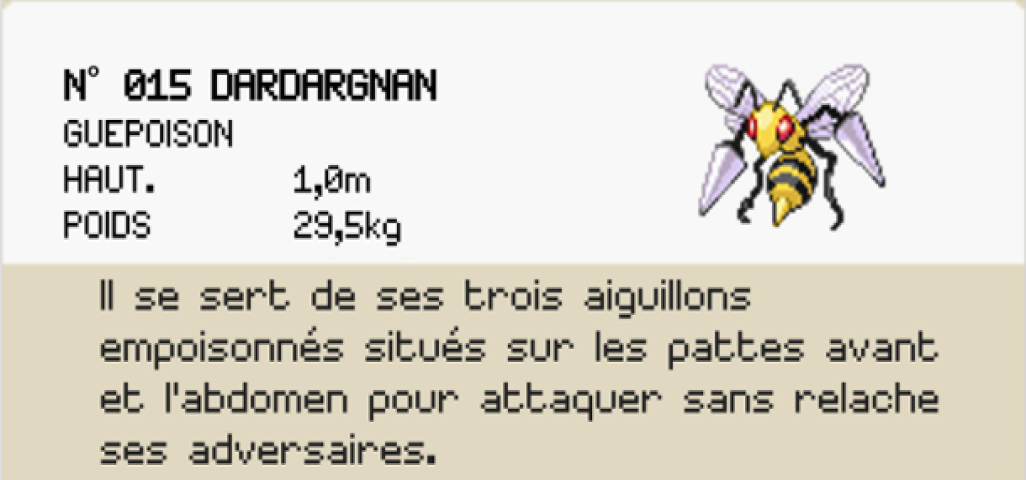 N° 015 DARDARGNAN
GUEPOISON
HAUT. 1,0m
POIDS 29,5kg
Il se sert de ses trois aiguillons
empoisonnés situés sur les pattes avant
et l'abdomen pour attaquer sans relache
ses adversaires.